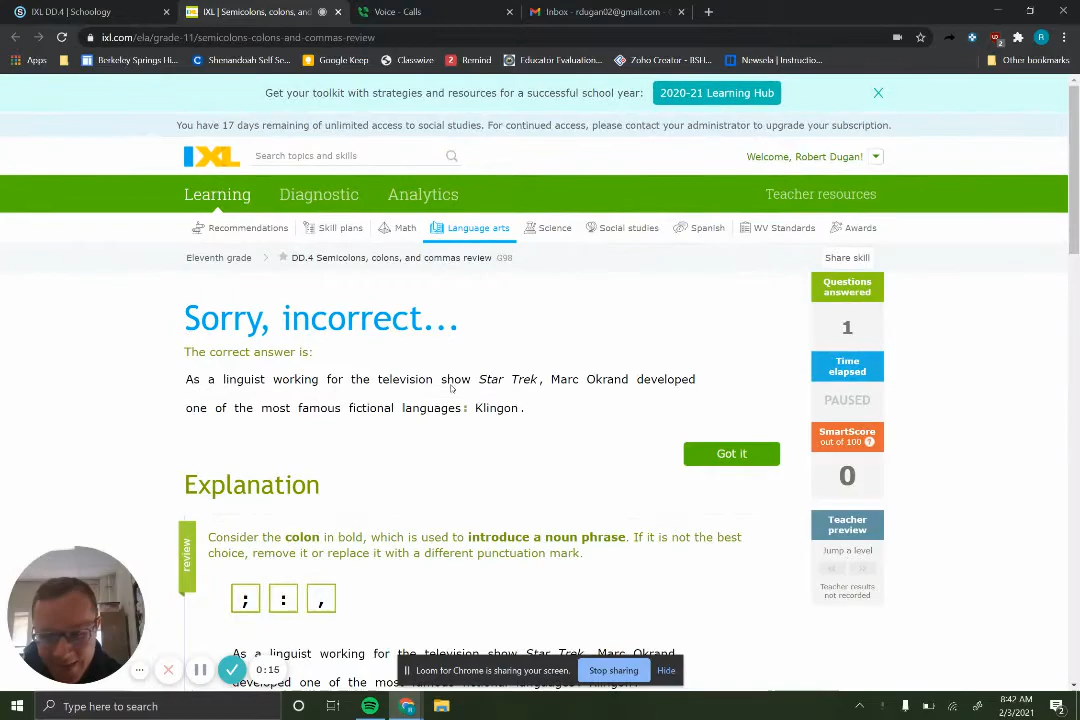 IXL DD.4 | Schoology
IXL | Semicolons, colons, and
Voice - Calls
Inbox - rdugan02@gmail.com -
ixl.com/ela/grade-11/semicolons-colons-and-commas-review
Apps
Berkeley Springs Hi...
Shenandoah Self Se...
Google Keep
Classwize
Remind
Educator Evaluation...
Zoho Creator - BSH...
Newsela | Instructio...
Other bookmarks
Get your toolkit with strategies and resources for a successful school year:
2020-21 Learning Hub
You have 17 days remaining of unlimited access to social studies. For continued access, please contact your administrator to upgrade your subscription.
IXL
Search topics and skills
Welcome, Robert Dugan!
Learning
Diagnostic
Analytics
Teacher resources
Recommendations
Skill plans
Math
Language arts
Science
Social studies
Spanish
WV Standards
Awards
Eleventh grade
DD.4 Semicolons, colons, and commas review G98
Share skill
Sorry, incorrect...
The correct answer is:
As a linguist working for the television show Star Trek, Marc Okrand developed
one of the most famous fictional languages: Klingon.
Got it
Questions
answered
1
Time
elapsed
PAUSED
SmartScore
out of 100 ?
0
Teacher
preview
Jump a level
Teacher results
not recorded
Explanation
review
Consider the colon in bold, which is used to introduce a noun phrase. If it is not the best
choice, remove it or replace it with a different punctuation mark.
; : ,
As a linguist working for the television show Star Trek, Marc Okrand
developed one of the most famous fictional languages: Klingon.
0:15
Loom for Chrome is sharing your screen.
Stop sharing
Hide
Type here to search
8:42 AM
2/3/2021